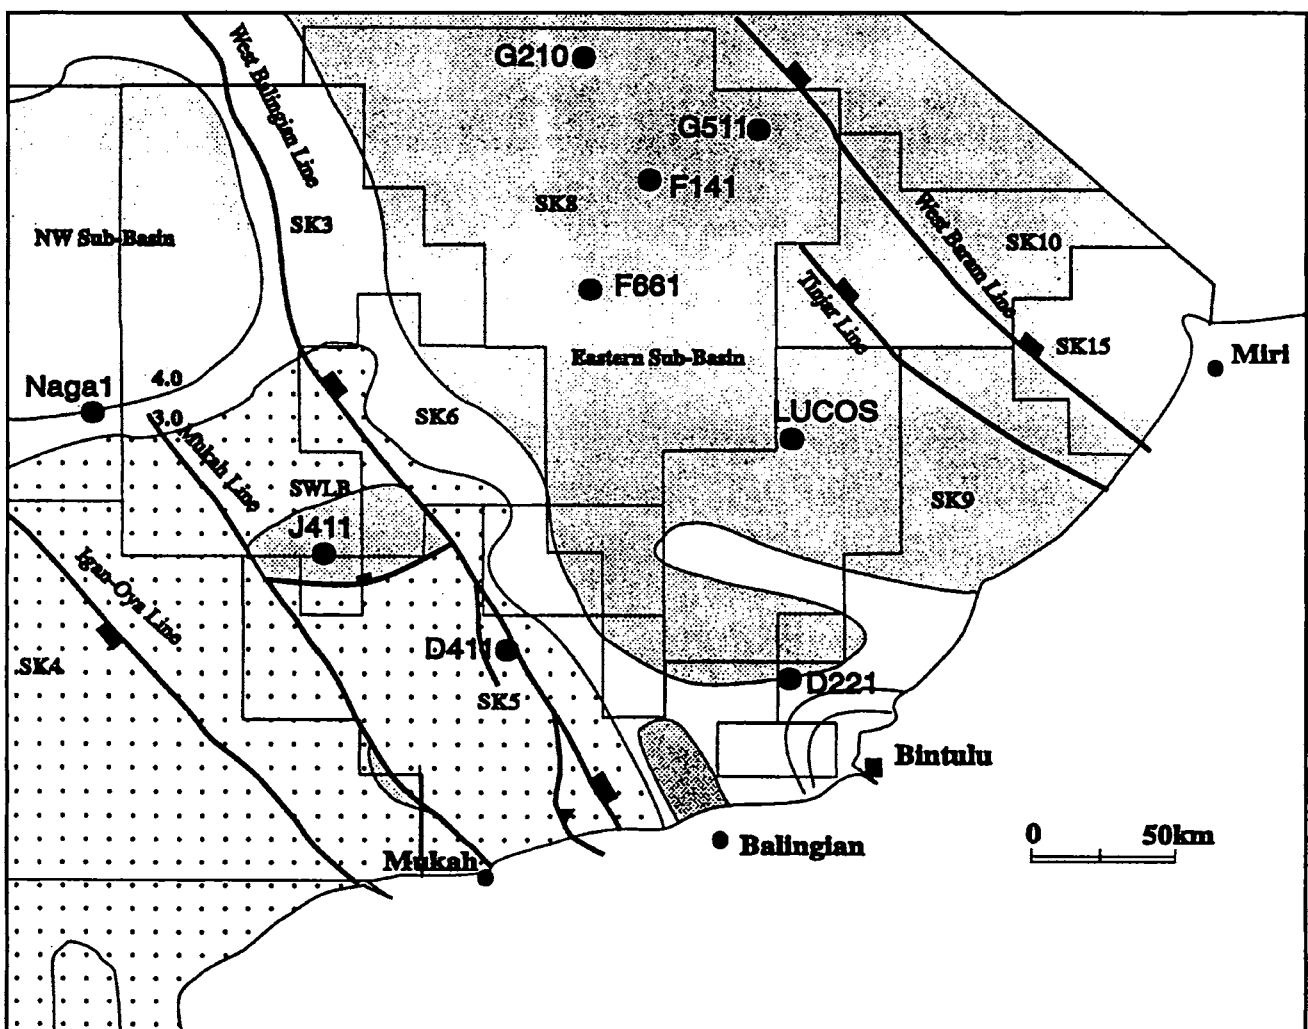 West Balingian Line
G210
G511
F141
SK8
SK3
NW Sub-Basin
West Baram Line
SK10
F661
Tinjar Line
Eastern Sub-Basin
SK15
Miri
Naga1
4.0
3.0
Mukah Line
SK6
LUCOS
SWLB
SK9
J411
Igan-Oya Line
D411
SK4
SK5
D221
Bintulu
Balingian
0 50km
Mukah